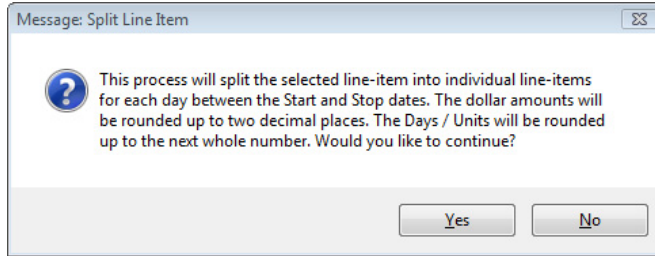 Message: Split Line Item
This process will split the selected line-item into individual line-items
for each day between the Start and Stop dates. The dollar amounts will
be rounded up to two decimal places. The Days / Units will be rounded
up to the next whole number. Would you like to continue?
Yes
No